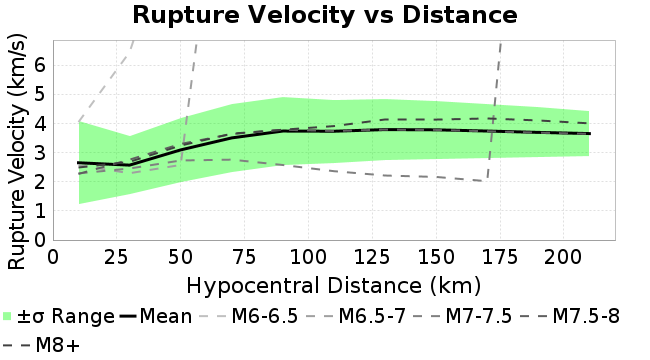 Rupture Velocity vs Distance
Rupture Velocity (km/s)
6
5
4
3
2
1
0
0 25 50 75 100 125 150 175 200
Hypocentral Distance (km)
±σ Range Mean M6-6.5 M6.5-7 M7-7.5 M7.5-8
M8+